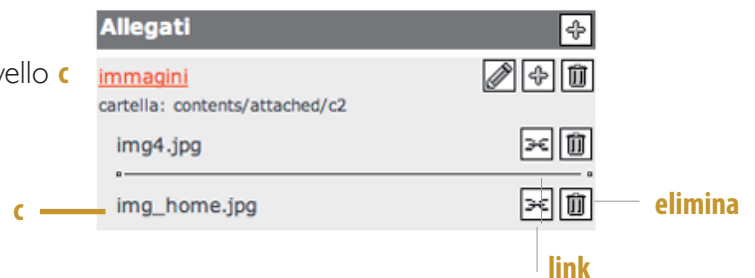 Allegati
vello c
immagini
cartella: contents/attached/c2
img4.jpg
c
img_home.jpg
elimina
link